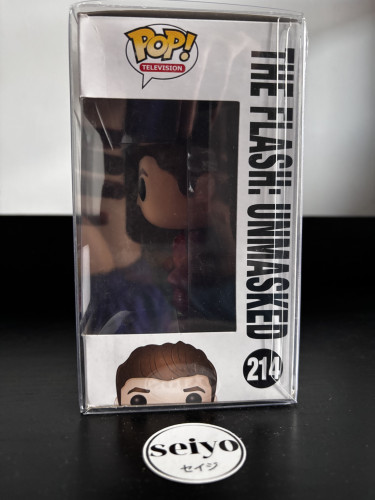 POP!
TELEVISION
THE FLASH: UNMASKED
214
seiyo
セイジ